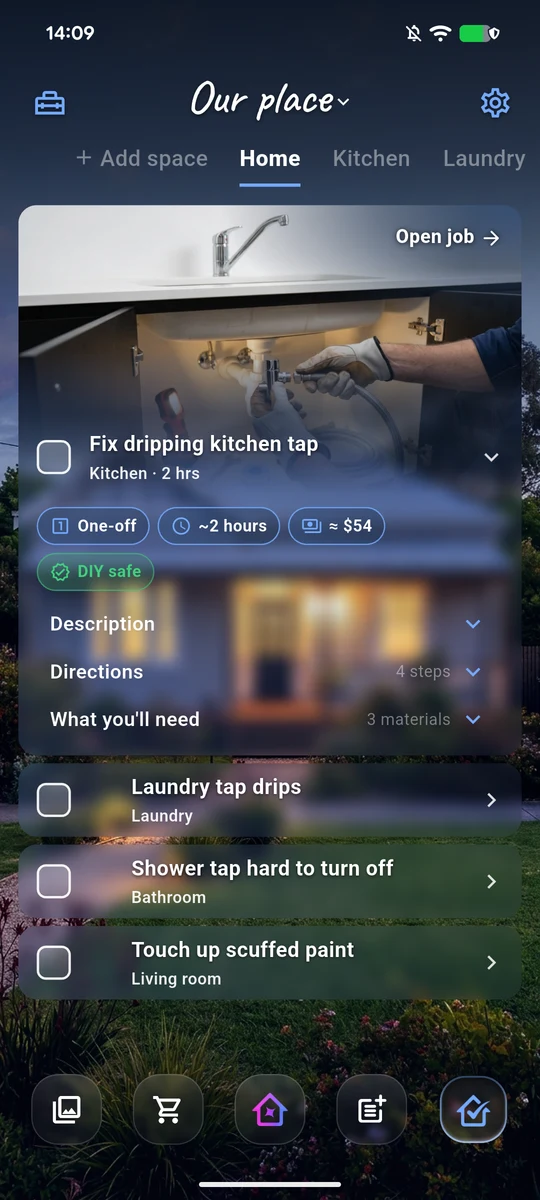 14:09
Our place
+ Add space Home Kitchen Laundry
Open job →
Fix dripping kitchen tap
Kitchen · 2 hrs
One-off ~2 hours ≈ $54
DIY safe
Description
Directions 4 steps
What you'll need 3 materials
Laundry tap drips
Laundry
Shower tap hard to turn off
Bathroom
Touch up scuffed paint
Living room